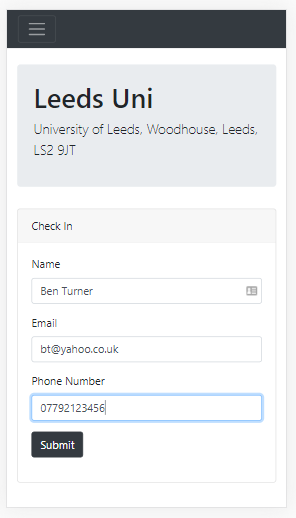 Leeds Uni
University of Leeds, Woodhouse, Leeds,
LS2 9JT
Check In
Name
Ben Turner
Email
bt@yahoo.co.uk
Phone Number
07792123456
Submit